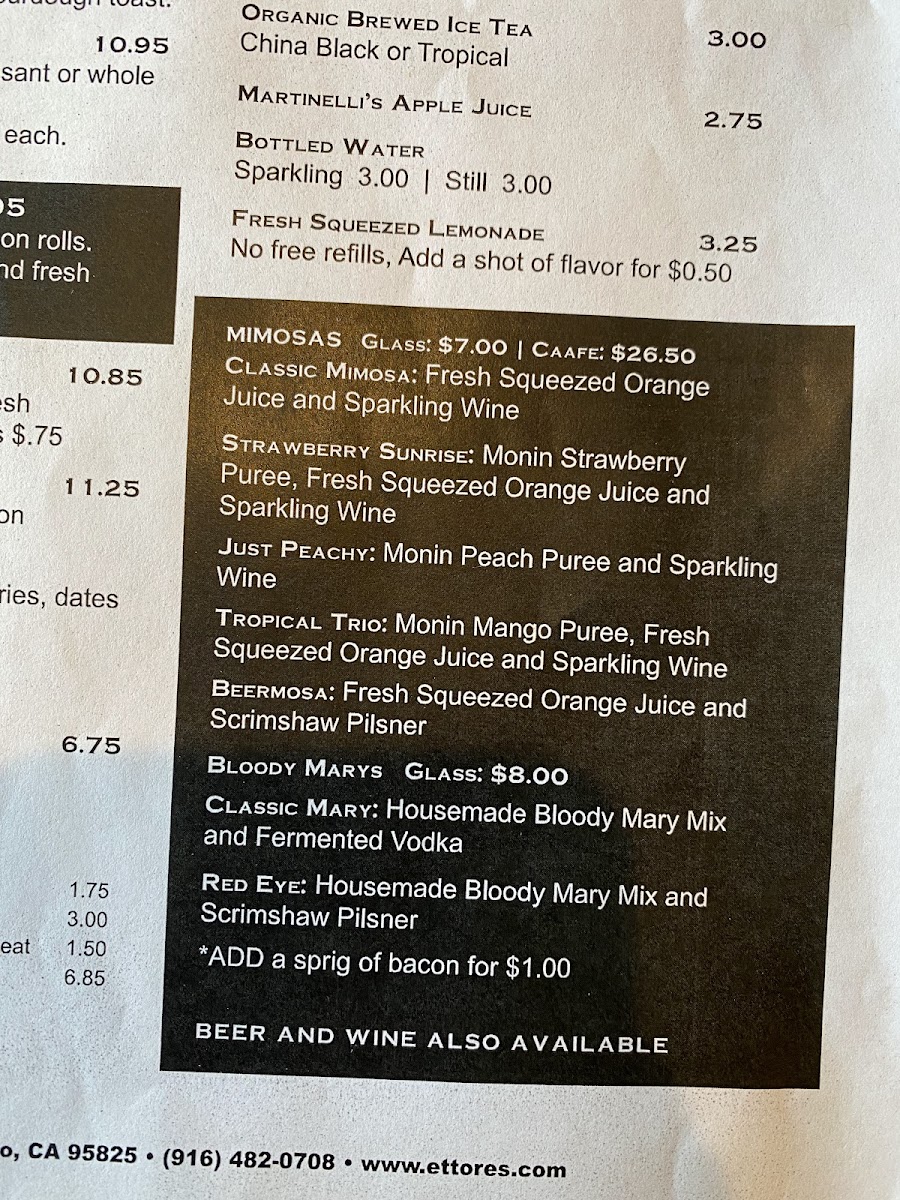 10.95
sant or whole
each.
on rolls.
nd fresh
10.85
$.75
11.25
on
ries, dates
6.75
1.75
3.00
eat 1.50
6.85
ORGANIC BREWED ICE TEA 3.00
China Black or Tropical
MARTINELLI'S APPLE JUICE 2.75
BOTTLED WATER
Sparkling 3.00 | Still 3.00
FRESH SQUEEZED LEMONADE 3.25
No free refills, Add a shot of flavor for $0.50
MIMOSAS GLASS: $7.00 | CAAFE: $26.50
CLASSIC MIMOSA: Fresh Squeezed Orange
Juice and Sparkling Wine
STRAWBERRY SUNRISE: Monin Strawberry
Puree, Fresh Squeezed Orange Juice and
Sparkling Wine
JUST PEACHY: Monin Peach Puree and Sparkling
Wine
TROPICAL TRIO: Monin Mango Puree, Fresh
Squeezed Orange Juice and Sparkling Wine
BEERMOSA: Fresh Squeezed Orange Juice and
Scrimshaw Pilsner
BLOODY MARYS GLASS: $8.00
CLASSIC MARY: Housemade Bloody Mary Mix
and Fermented Vodka
RED EYE: Housemade Bloody Mary Mix and
Scrimshaw Pilsner
*ADD a sprig of bacon for $1.00
BEER AND WINE ALSO AVAILABLE
o, CA 95825 • (916) 482-0708 • www.ettores.com